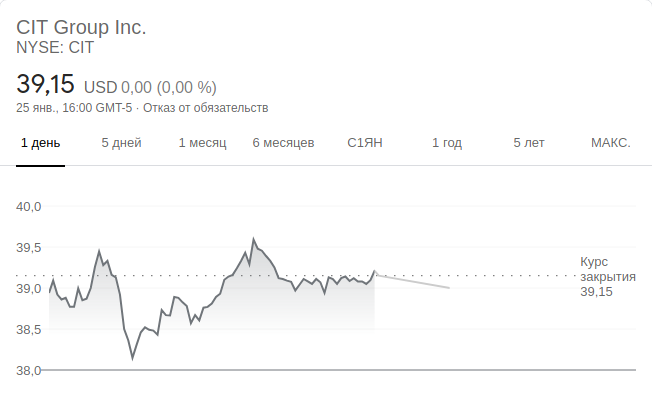 CIT Group Inc.
NYSE: CIT
39,15 USD 0,00 (0,00 %)
25 янв., 16:00 GMT-5 · Отказ от обязательств
1 день 5 дней 1 месяц 6 месяцев С1ЯН 1 год 5 лет МАКС.
40,0
39,5
Курс
закрытия
39,0
39,15
38,5
38,0